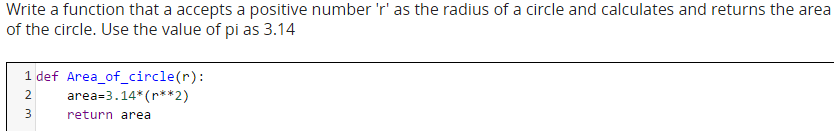 Write a function that a accepts a positive number 'r' as the radius of a circle and calculates and returns the area
of the circle. Use the value of pi as 3.14
1 def Area_of_circle(r):
2     area=3.14*(r**2)
3     return area